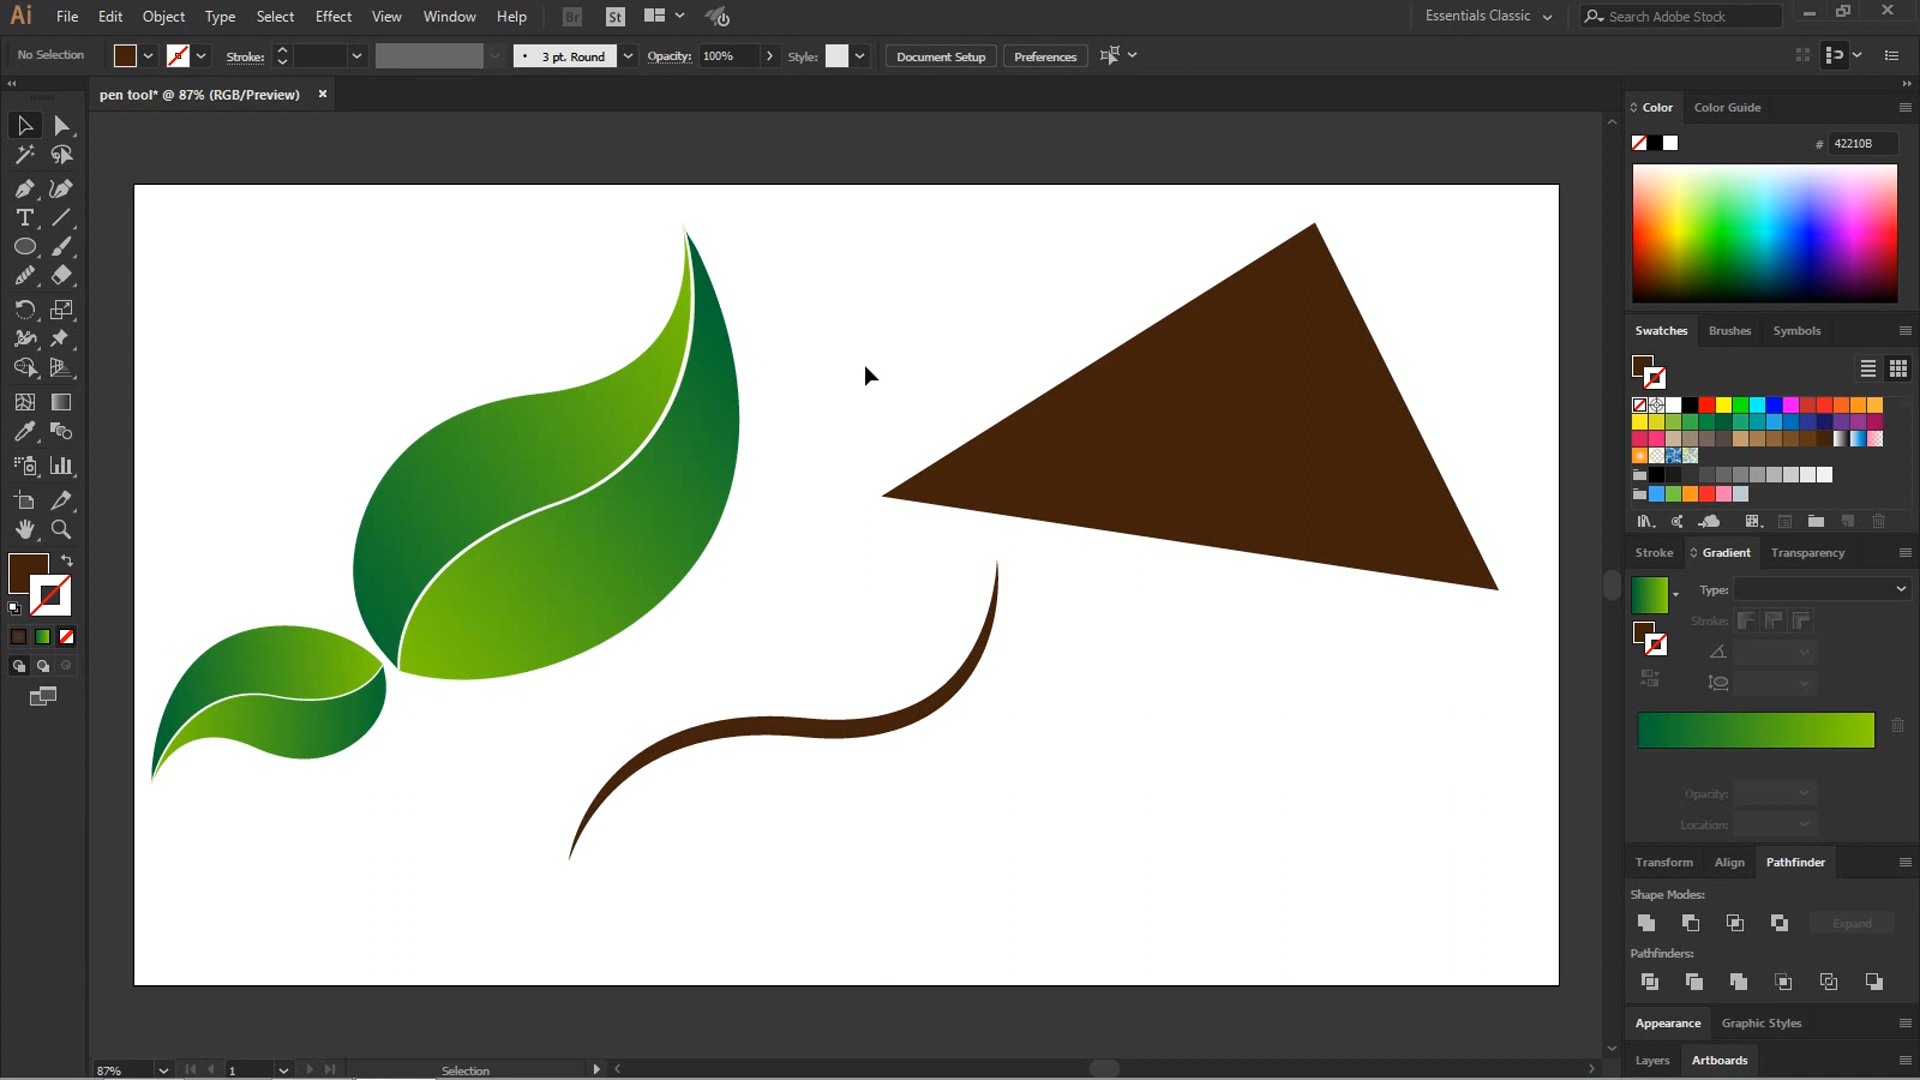 Ai File Edit Object Type Select Effect View Window Help Br St Essentials Classic Search Adobe Stock
No Selection Stroke: 3 pt. Round Opacity: 100% Style: Document Setup Preferences
pen tool* @ 87% (RGB/Preview)
Color Color Guide
# 42210B
Swatches Brushes Symbols
Stroke Gradient Transparency
Type:
Stroke:
Opacity:
Location:
Transform Align Pathfinder
Shape Modes:
Expand
Pathfinders:
Appearance Graphic Styles
Layers Artboards
87% 1 Selection